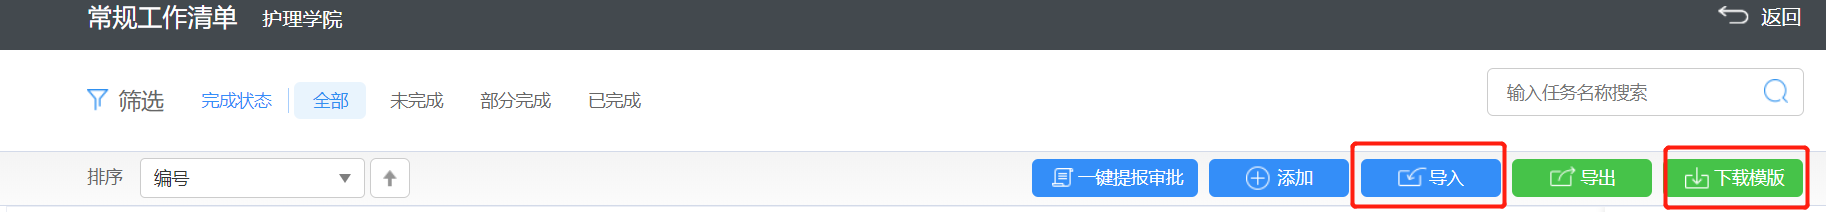 常规工作清单 护理学院 返回
筛选 完成状态 全部 未完成 部分完成 已完成 输入任务名称搜索
排序 编号 一键提报审批 添加 导入 导出 下载模版